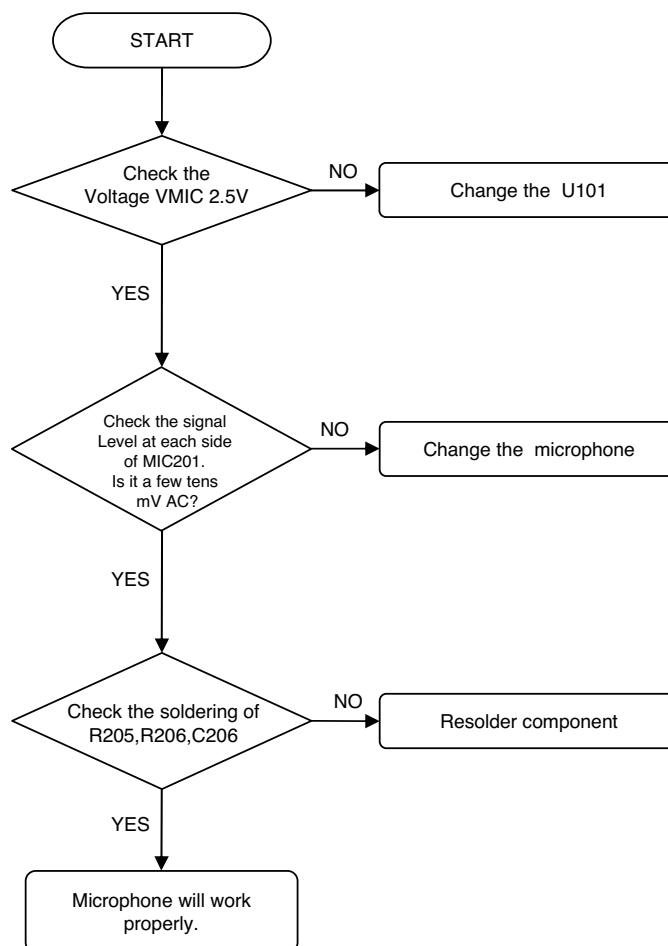 START
Check the
Voltage VMIC 2.5V
NO
Change the U101
YES
Check the signal
Level at each side
of MIC201.
Is it a few tens
mV AC?
NO
Change the microphone
YES
Check the soldering of
R205,R206,C206
NO
Resolder component
YES
Microphone will work
properly.